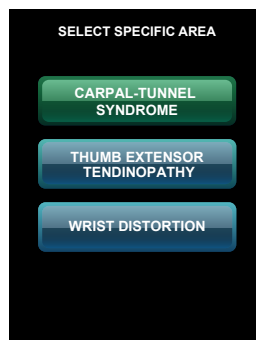 SELECT SPECIFIC AREA
CARPAL-TUNNEL
SYNDROME
THUMB EXTENSOR
TENDINOPATHY
WRIST DISTORTION